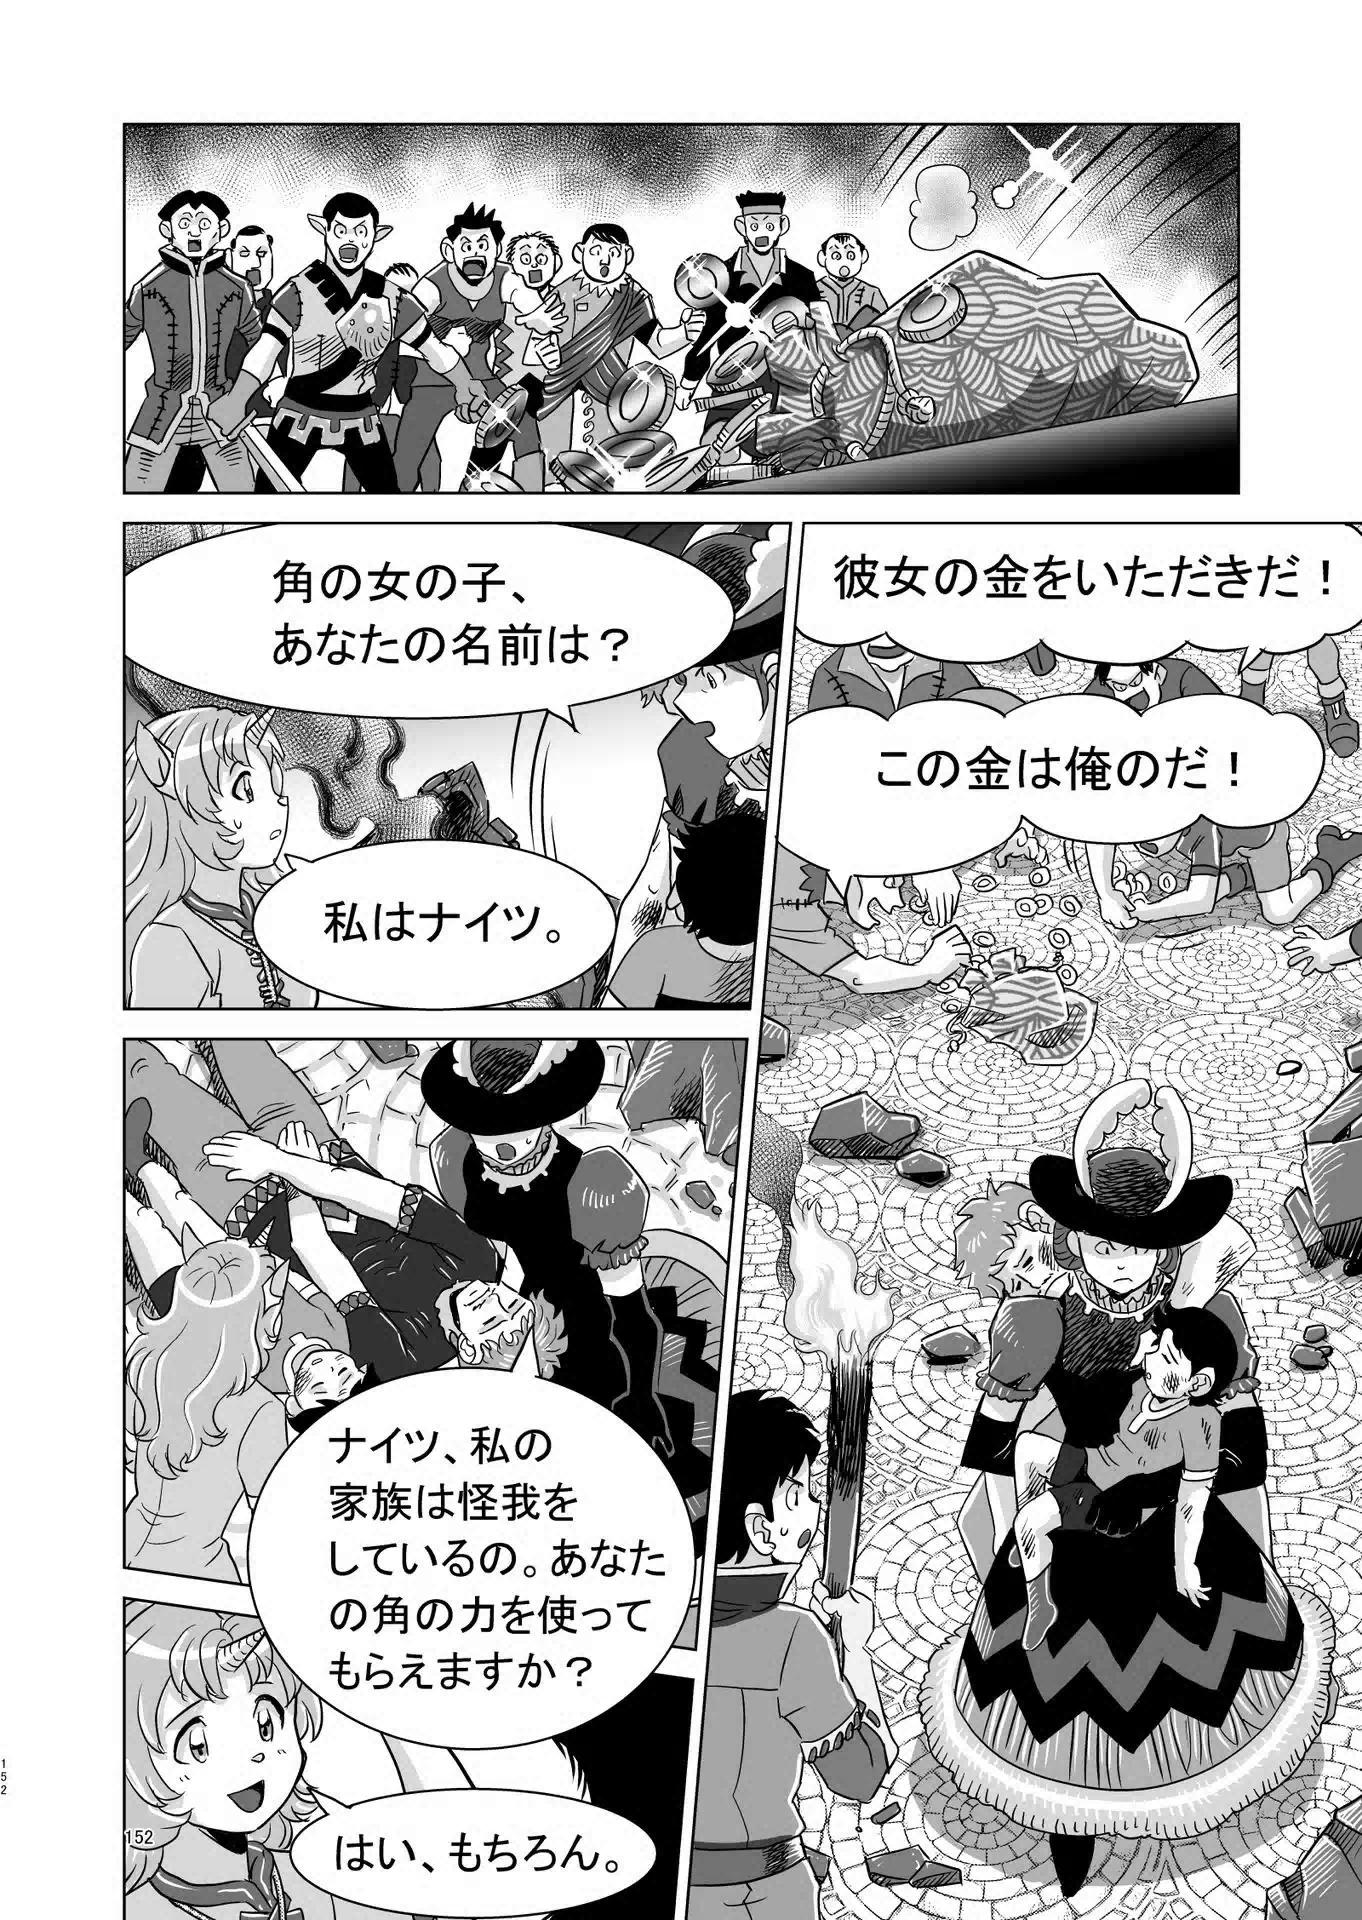 彼女の金をいただきだ！
この金は俺のだ！
角の女の子、
あなたの名前は？
私はナイツ。
ナイツ、私の
家族は怪我を
しているの。あなた
の角の力を使って
もらえますか？
はい、もちろん。
152
152